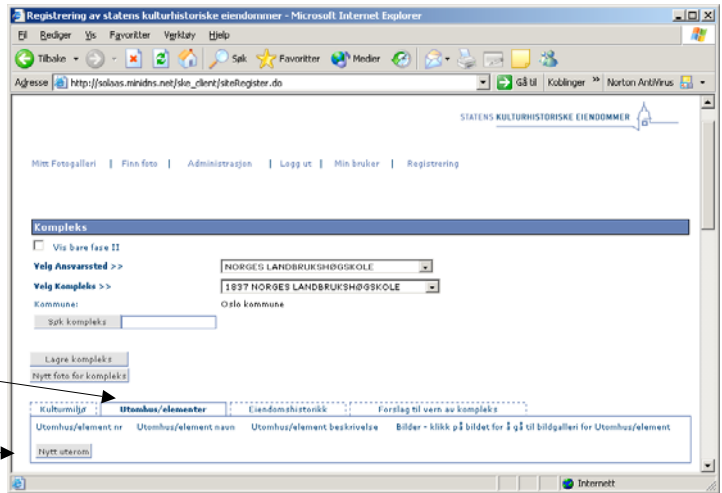 Registrering av statens kulturhistoriske eiendommer - Microsoft Internet Explorer
Fil Rediger Vis Favoritter Verktøy Hjelp
Tilbake Søk Favoritter Medier
Adresse http://solaas.minidns.net/ske_client/siteRegister.do Gå til Koblinger » Norton AntiVirus
STATENS KULTURHISTORISKE EIENDOMMER
Mitt Fotogalleri | Finn foto | Administrasjon | Logg ut | Min bruker | Registrering
Kompleks
Vis bare fase II
Velg Ansvarssted >> NORGES LANDBRUKSHØGSKOLE
Velg Kompleks >> 1837 NORGES LANDBRUKSHØGSKOLE
Kommune: Oslo kommune
Søk kompleks
Lagre kompleks
Nytt foto for kompleks
Kulturmiljø Utomhus/elementer Eiendomshistorikk Forslag til vern av kompleks
Utomhus/element nr Utomhus/element navn Utomhus/element beskrivelse Bilder - klikk på bildet for å gå til bildgalleri for Utomhus/element
Nytt uterom
Internett